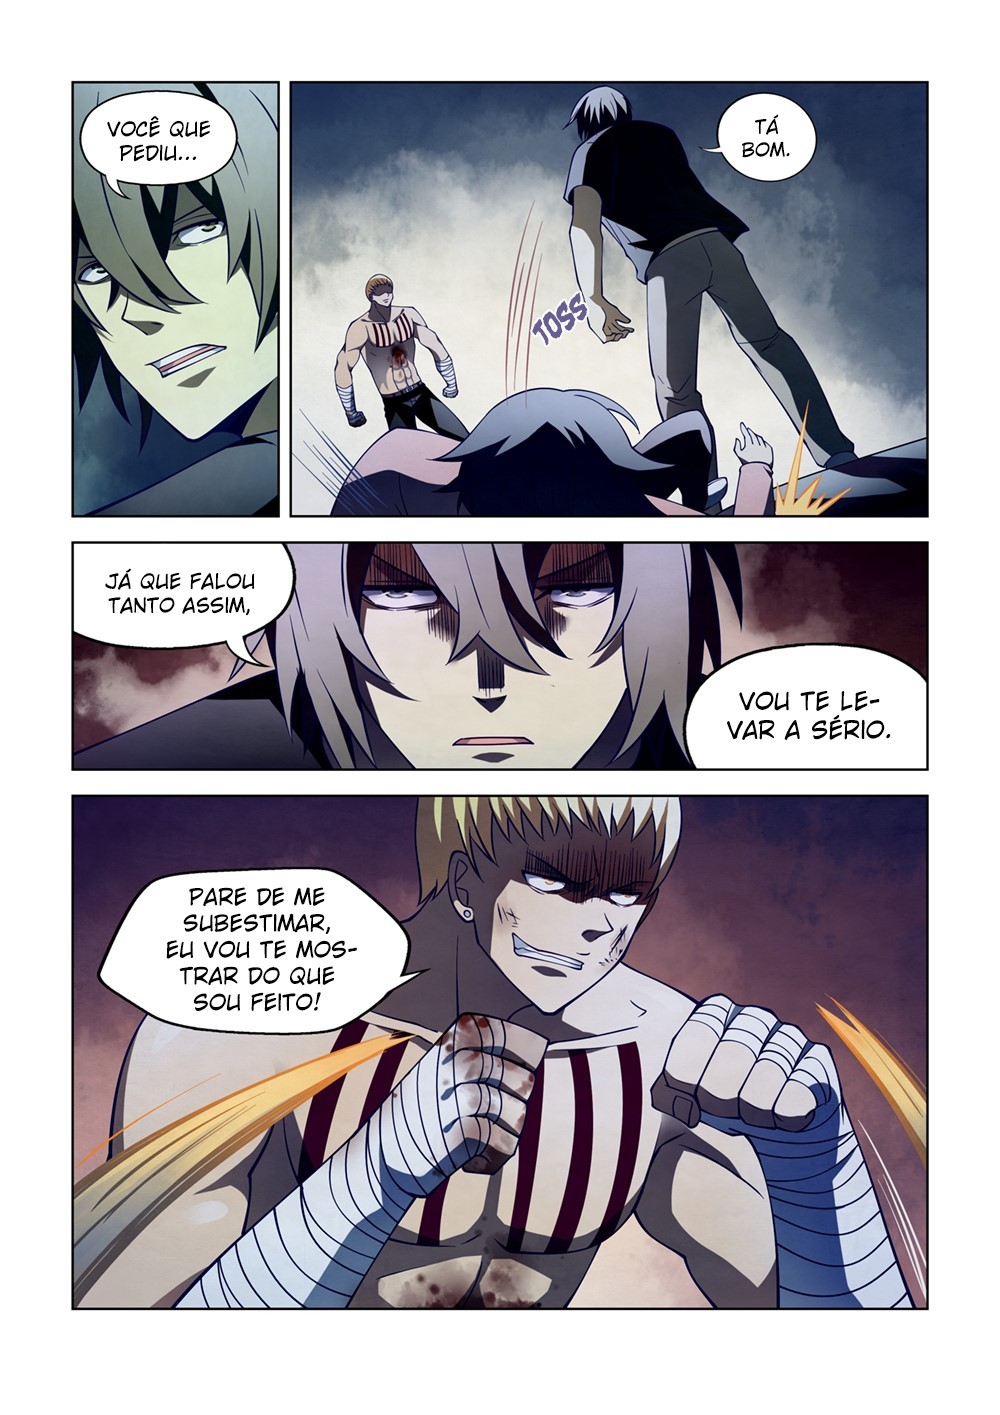 VOCÊ QUE
PEDIU...
TÁ
BOM.
TOSS
JÁ QUE FALOU
TANTO ASSIM,
VOU TE LE-
VAR A SÉRIO.
PARE DE ME
SUBESTIMAR,
EU VOU TE MOS-
TRAR DO QUE
SOU FEITO!